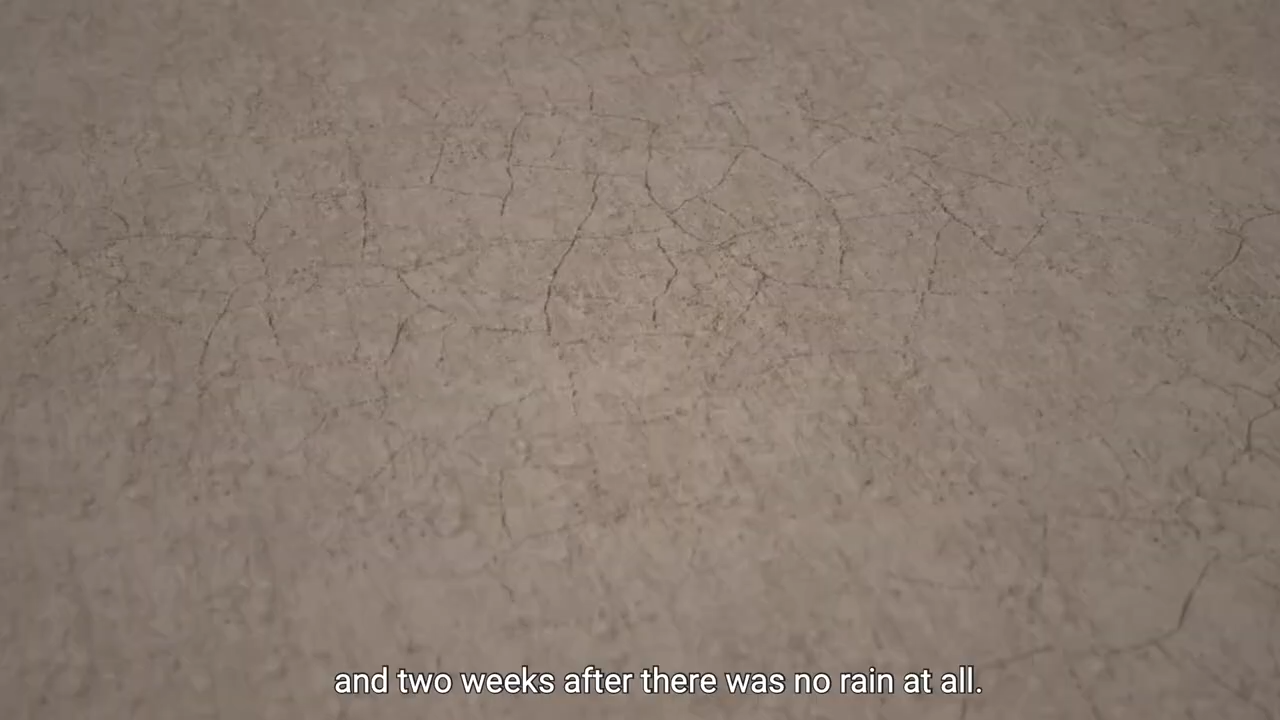 and two weeks after there was no rain at all.